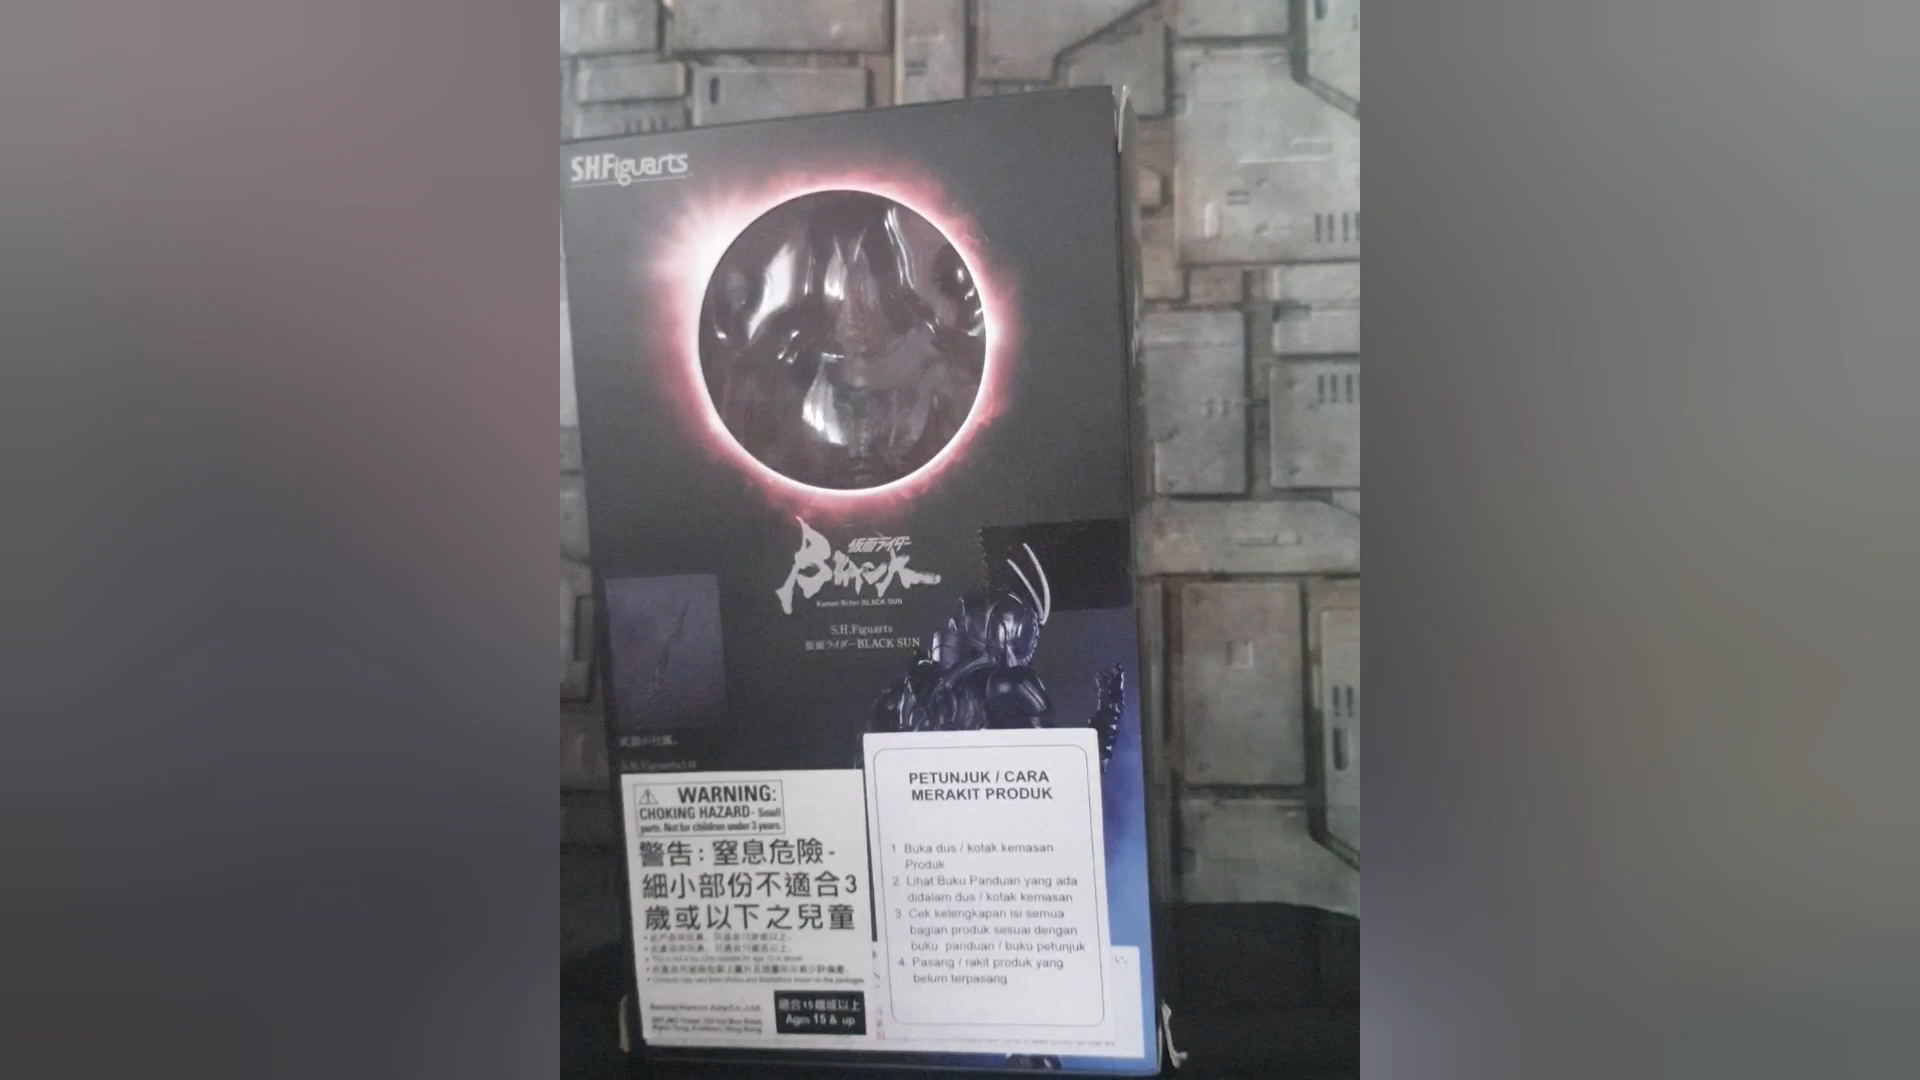 S.H.Figuarts
仮面ライダー
BLACK
Kamen Rider BLACK SUN
S.H.Figuarts
仮面ライダーBLACK SUN
武器が付属。
WARNING:
CHOKING HAZARD- Small
parts. Not for children under 3 years.
警告：窒息危險-
細小部份不適合3
歲或以下之兒童
適合15歲或以上
Ages 15 & up
PETUNJUK / CARA
MERAKIT PRODUK
1 Buka dus / kotak kemasan
Produk
2. Lihat Buku Panduan yang ada
didalam dus / kotak kemasan
3. Cek kelengkapan isi semua
bagian produk sesuai dengan
buku panduan / buku petunjuk
4. Pasang / rakit produk yang
belum terpasang